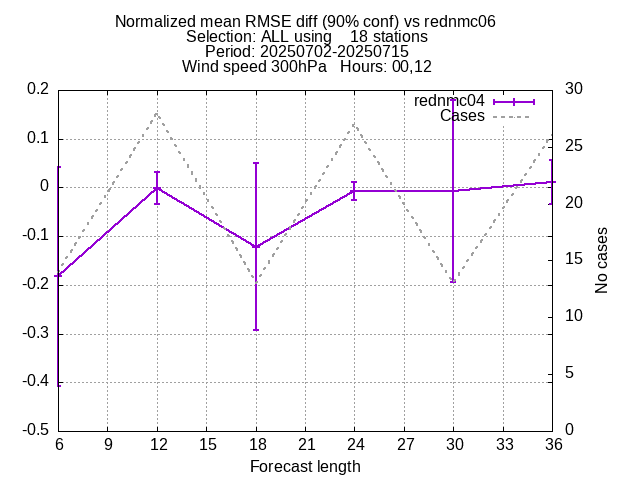 Normalized mean RMSE diff (90% conf) vs rednmc06
Selection: ALL using    18 stations
Period: 20250702-20250715
Wind speed 300hPa   Hours: 00,12
rednmc04
Cases
0.2
0.1
0
-0.1
-0.2
-0.3
-0.4
-0.5
30
25
20
15
10
5
0
No cases
6 9 12 15 18 21 24 27 30 33 36
Forecast length